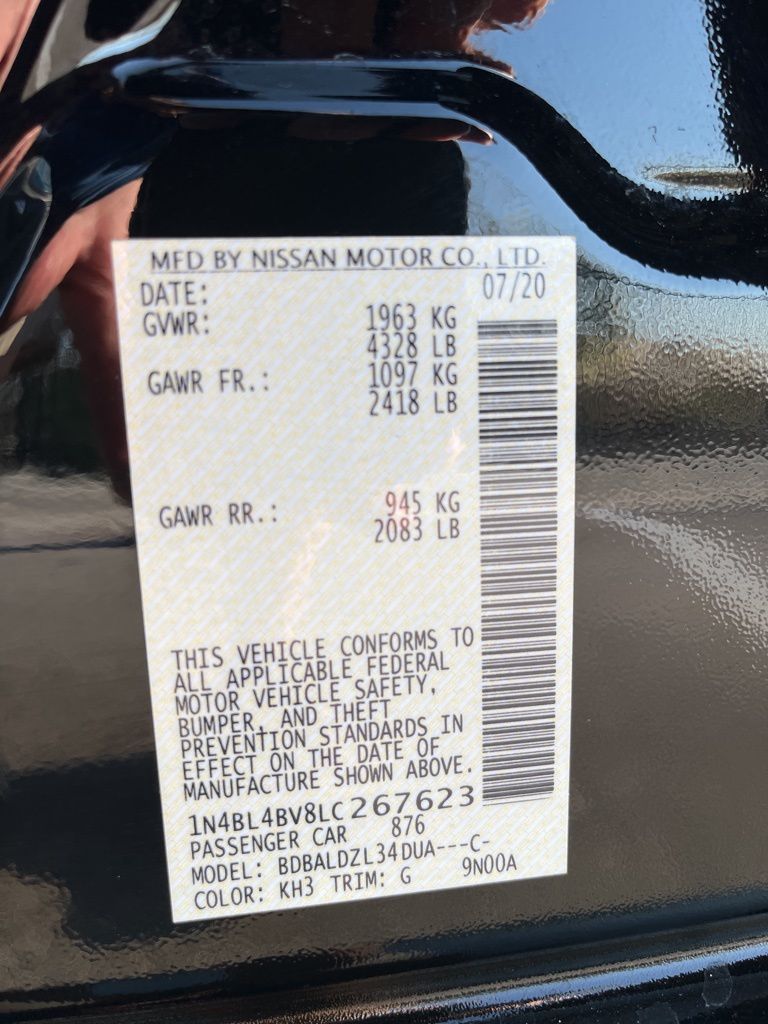 MFD BY NISSAN MOTOR CO., LTD.
DATE: 07/20
GVWR: 1963 KG
4328 LB
GAWR FR.: 1097 KG
2418 LB
GAWR RR.: 945 KG
2083 LB
THIS VEHICLE CONFORMS TO
ALL APPLICABLE FEDERAL
MOTOR VEHICLE SAFETY,
BUMPER, AND THEFT
PREVENTION STANDARDS IN
EFFECT ON THE DATE OF
MANUFACTURE SHOWN ABOVE.
1N4BL4BV8LC267623
PASSENGER CAR 876
MODEL: BDBALDZL34DUA---C-
COLOR: KH3 TRIM: G 9N00A